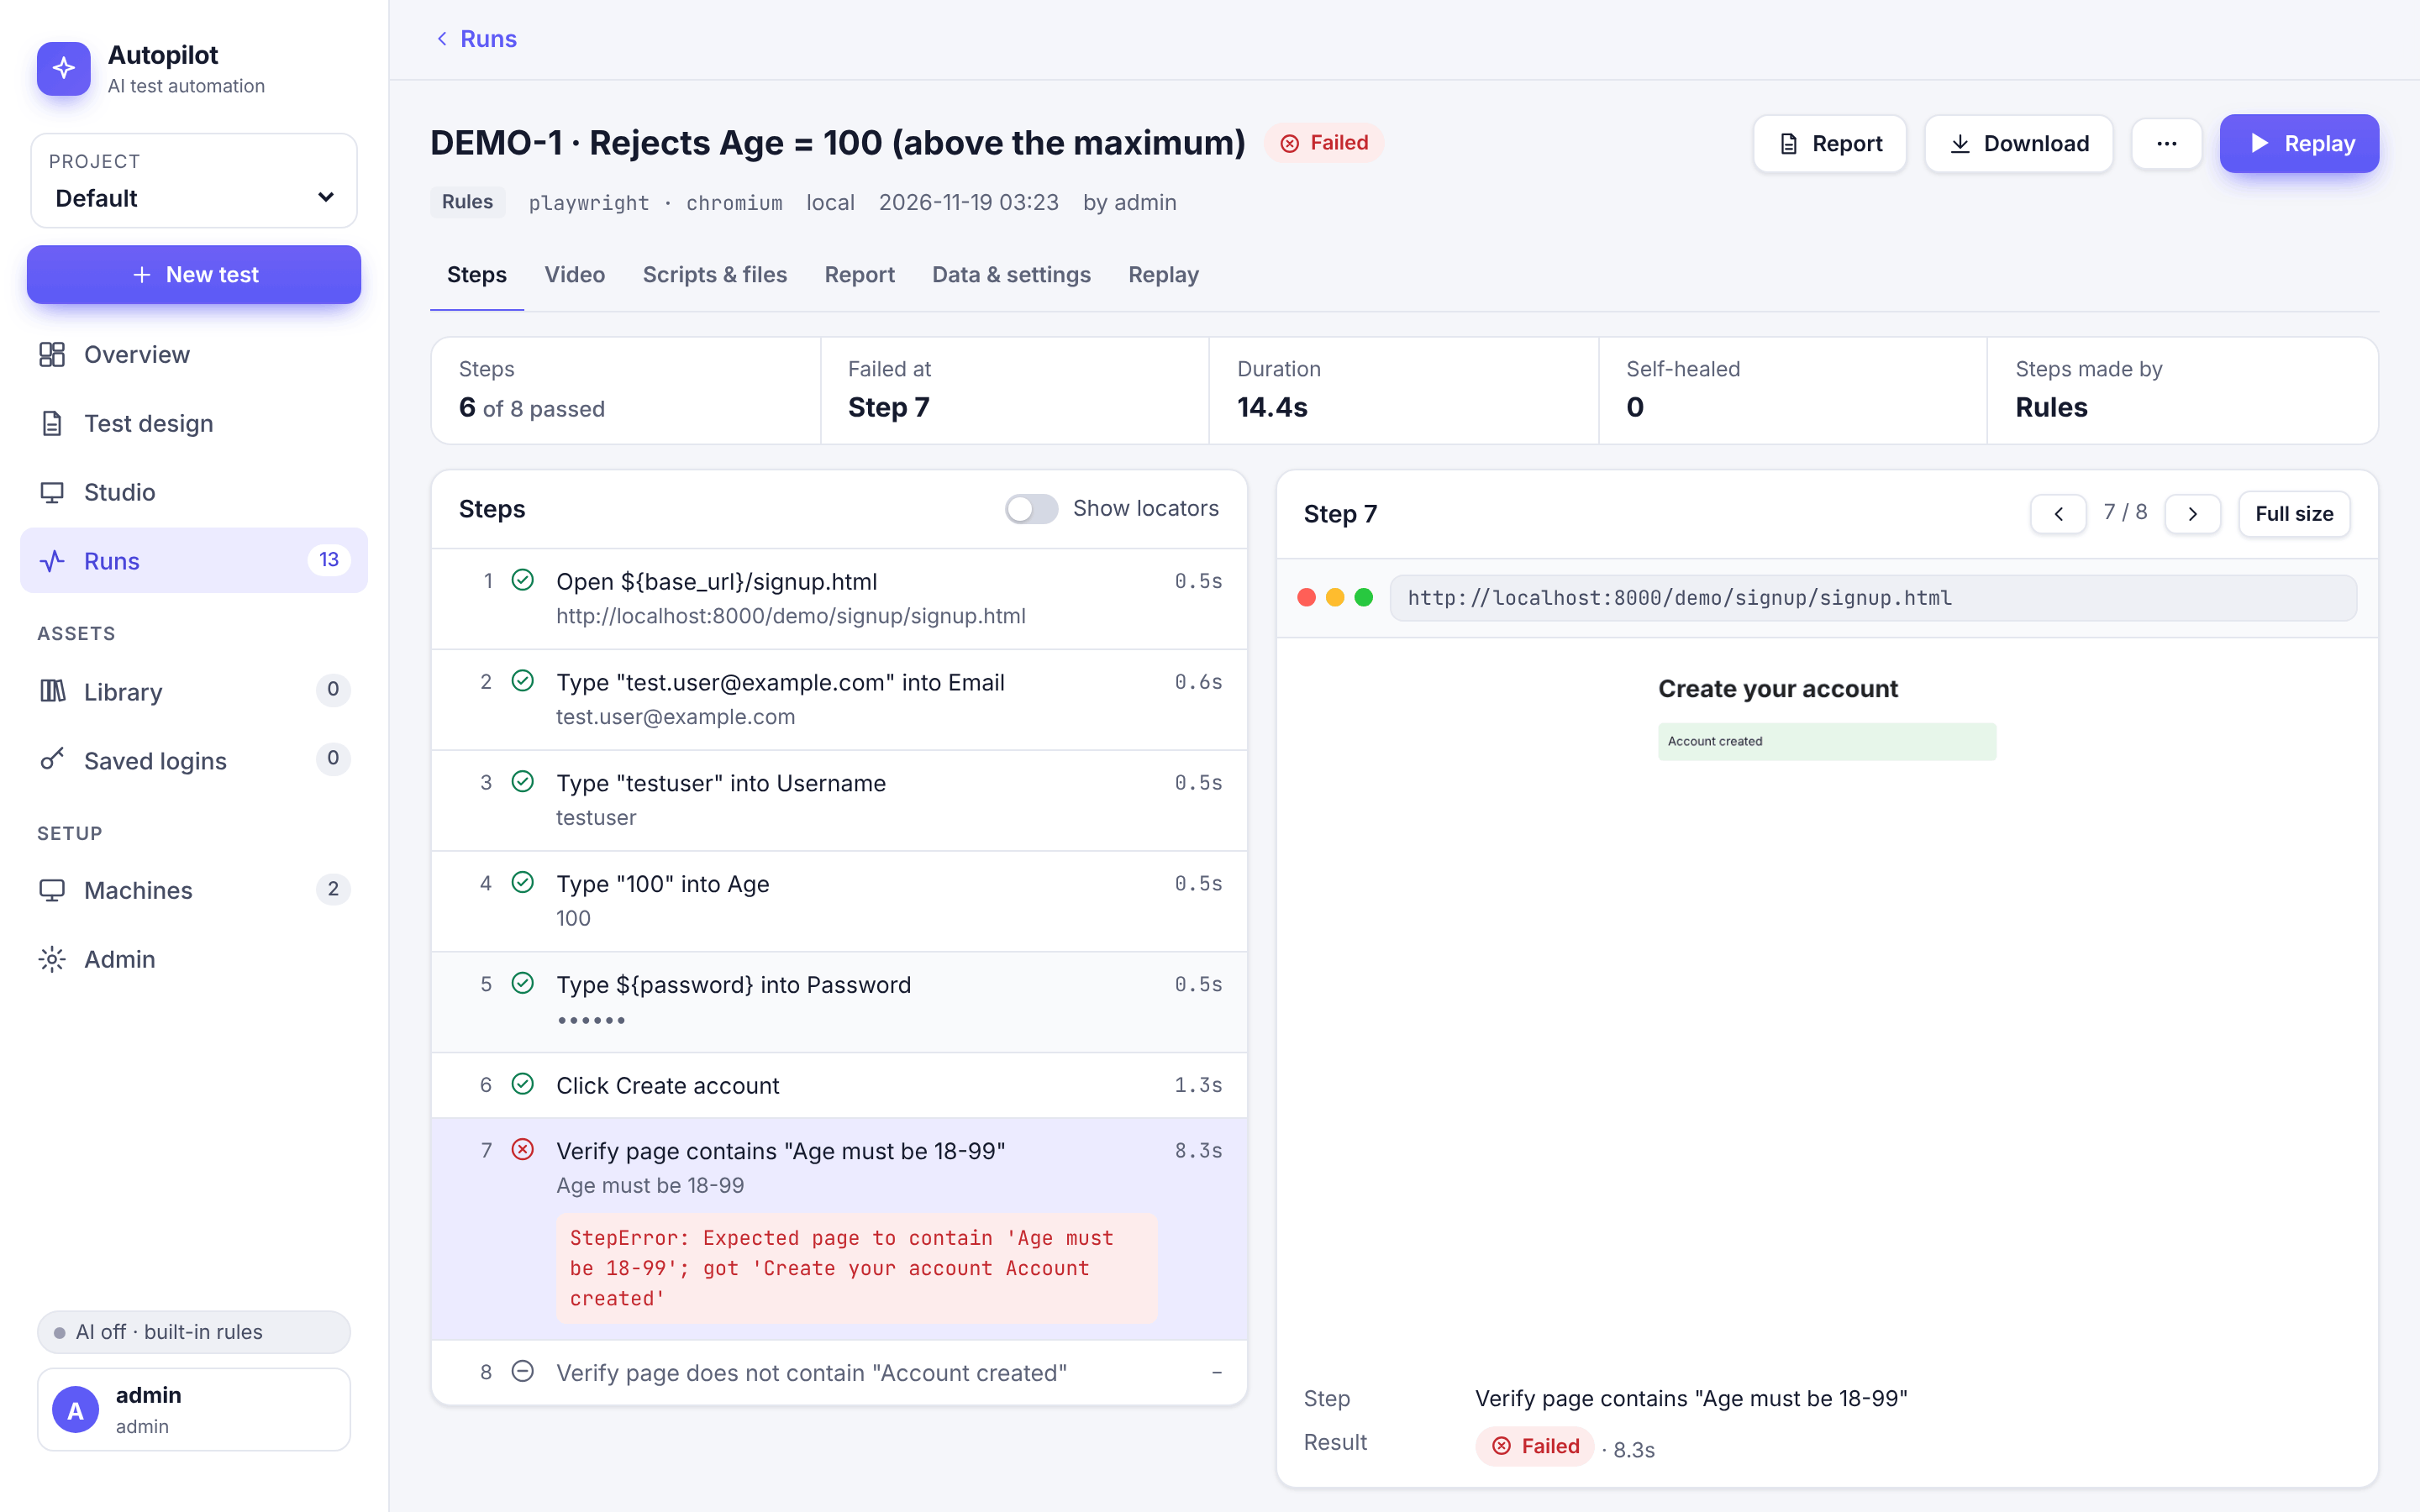 Autopilot
AI test automation
PROJECT
Default
New test
Overview
Test design
Studio
Runs 13
ASSETS
Library 0
Saved logins 0
SETUP
Machines 2
Admin
AI off · built-in rules
A
admin
admin
Runs
DEMO-1 · Rejects Age = 100 (above the maximum) Failed
Report Download ··· Replay
Rules playwright · chromium local 2026-11-19 03:23 by admin
Steps Video Scripts & files Report Data & settings Replay
Steps
6 of 8 passed
Failed at
Step 7
Duration
14.4s
Self-healed
0
Steps made by
Rules
Steps Show locators
1 Open ${base_url}/signup.html 0.5s
http://localhost:8000/demo/signup/signup.html
2 Type "test.user@example.com" into Email 0.6s
test.user@example.com
3 Type "testuser" into Username 0.5s
testuser
4 Type "100" into Age 0.5s
100
5 Type ${password} into Password 0.5s
••••••
6 Click Create account 1.3s
7 Verify page contains "Age must be 18-99" 8.3s
Age must be 18-99
StepError: Expected page to contain 'Age must
be 18-99'; got 'Create your account Account
created'
8 Verify page does not contain "Account created" –
Step 7 7 / 8 Full size
http://localhost:8000/demo/signup/signup.html
Create your account
Account created
Step Verify page contains "Age must be 18-99"
Result Failed · 8.3s